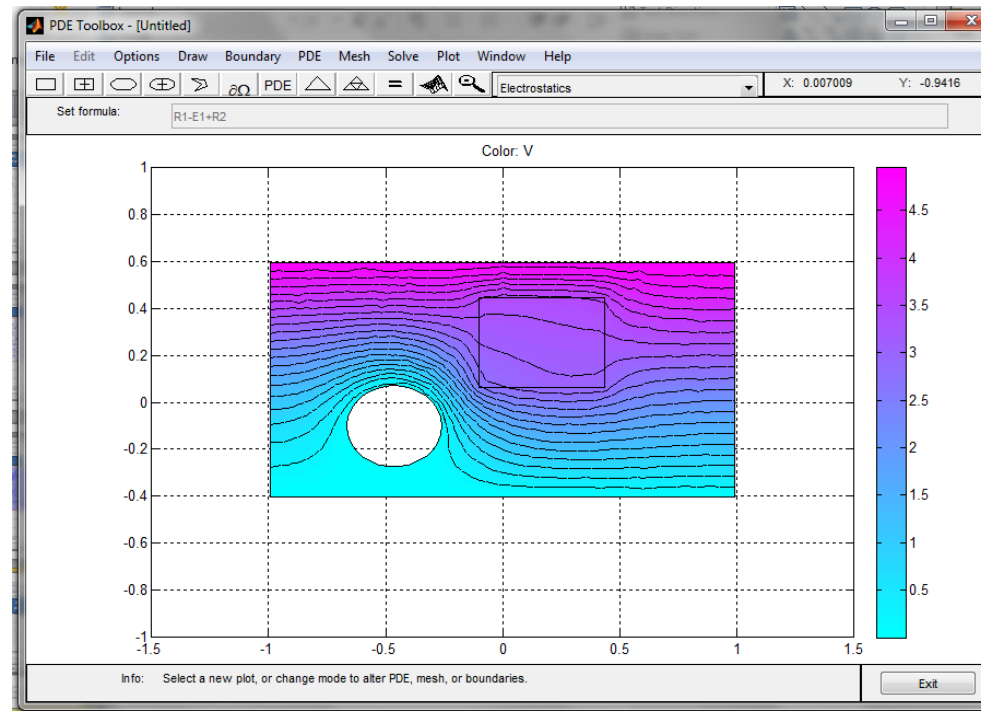 PDE Toolbox - [Untitled]
File Edit Options Draw Boundary PDE Mesh Solve Plot Window Help
∂Ω PDE = Electrostatics X: 0.007009 Y: -0.9416
Set formula: R1-E1+R2
Color: V
1
0.8
0.6
0.4
0.2
0
-0.2
-0.4
-0.6
-0.8
-1
-1.5 -1 -0.5 0 0.5 1 1.5
4.5
4
3.5
3
2.5
2
1.5
1
0.5
Info: Select a new plot, or change mode to alter PDE, mesh, or boundaries.
Exit